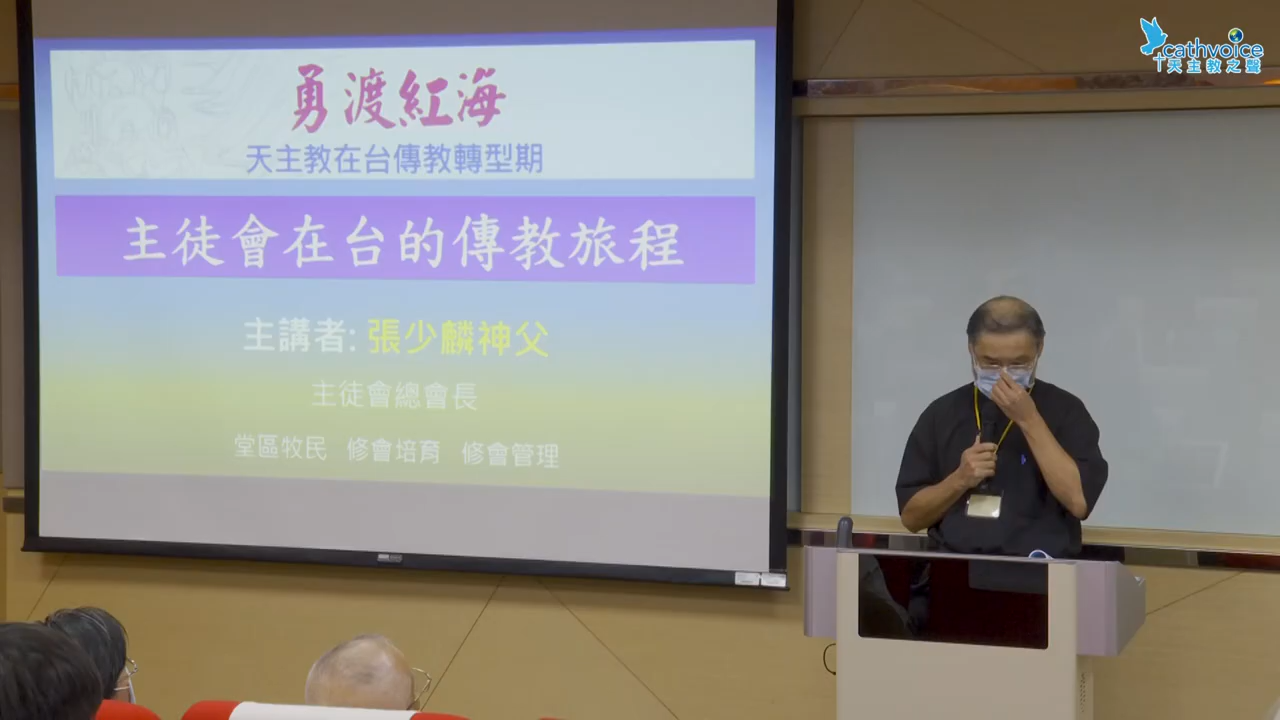 勇渡紅海
天主教在台傳教轉型期
主徒會在台的傳教旅程
主講者: 張少麟神父
主徒會總會長
堂區牧民 修會培育 修會管理
cathvoice
天主教之聲